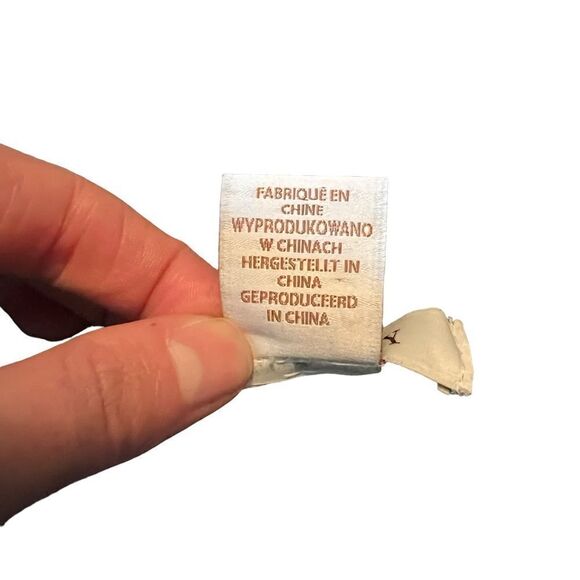 FABRIQUÉ EN
CHINE
WYPRODUKOWANO
W CHINACH
HERGESTELLT IN
CHINA
GEPRODUCEERD
IN CHINA